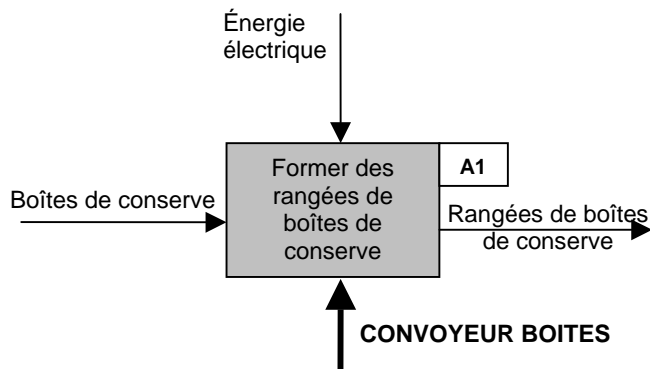 Énergie
électrique
Former des
rangées de
boîtes de
conserve
A1
Boîtes de conserve
Rangées de boîtes
de conserve
CONVOYEUR BOITES